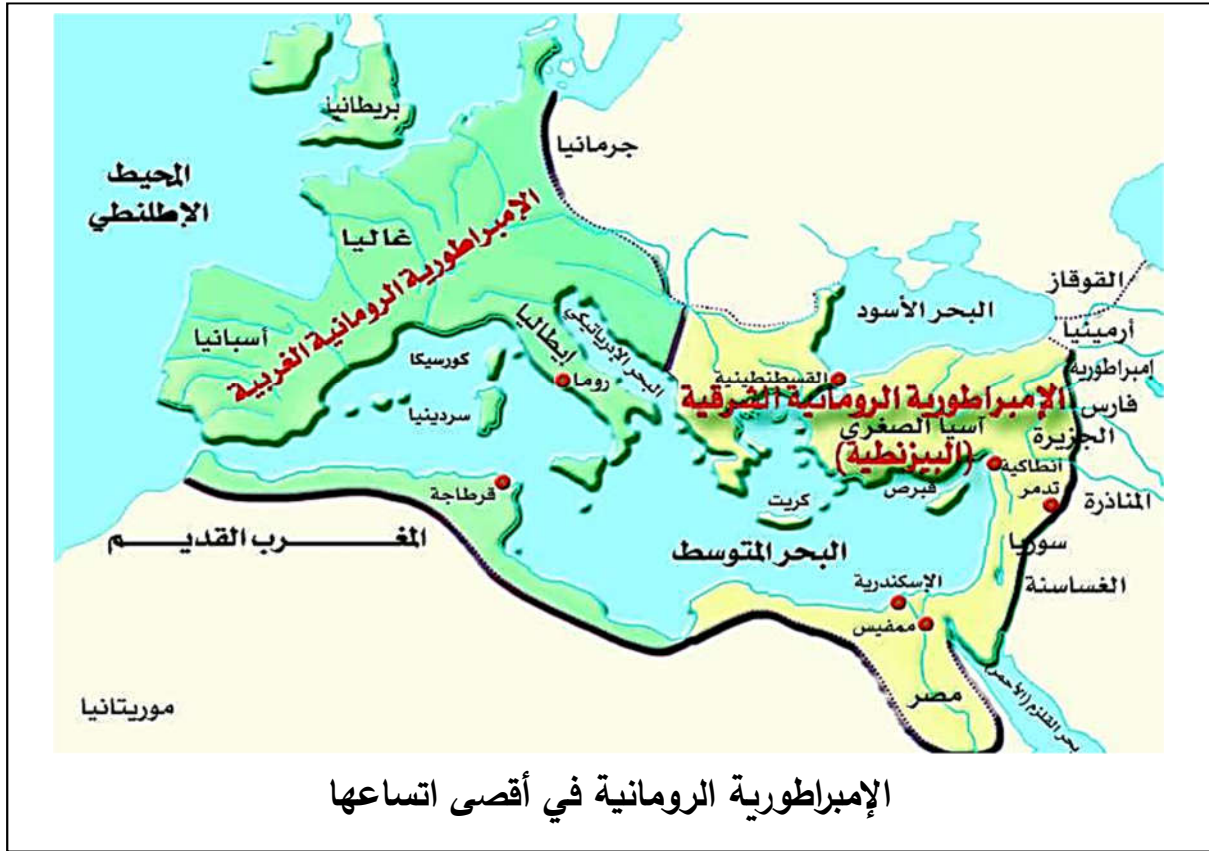 بريطانيا
جرمانيا
المحيط
الإطلنطي
غاليا
الإمبراطورية الرومانية الغربية
القوقاز
البحر الأسود
أرمينيا
أسبانيا
إيطاليا
البحر الإدرياتيكي
كورسيكا
روما
القسطنطينية
إمبراطورية
فارس
الإمبراطورية الرومانية الشرقية
سردينيا
آسيا الصغرى
الجزيرة
(البيزنطية)
أنطاكية
قرطاجة
قبرص
تدمر
المناذرة
كريت
المغرب القديم
البحر المتوسط
سوريا
الغساسنة
الإسكندرية
ممفيس
مصر
بحر القلزم (الأحمر)
موريتانيا
الإمبراطورية الرومانية في أقصى اتساعها